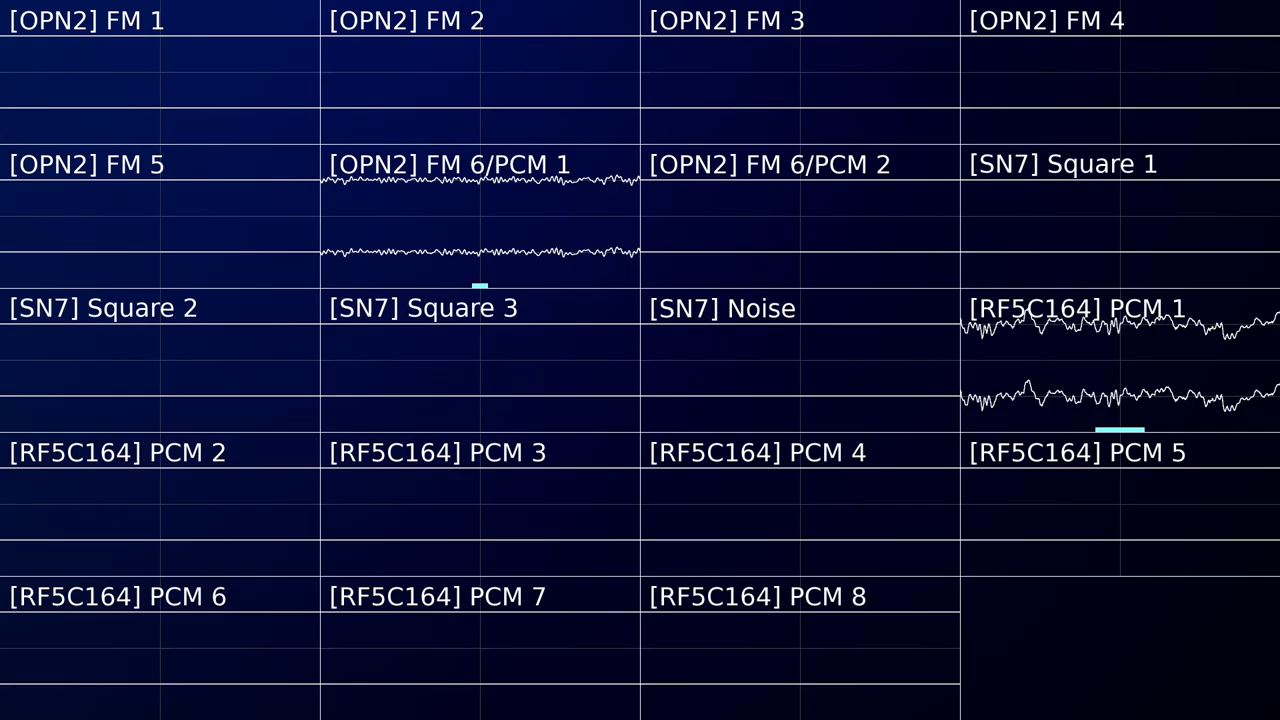 [OPN2] FM 1
[OPN2] FM 2
[OPN2] FM 3
[OPN2] FM 4
[OPN2] FM 5
[OPN2] FM 6/PCM 1
[OPN2] FM 6/PCM 2
[SN7] Square 1
[SN7] Square 2
[SN7] Square 3
[SN7] Noise
[RF5C164] PCM 1
[RF5C164] PCM 2
[RF5C164] PCM 3
[RF5C164] PCM 4
[RF5C164] PCM 5
[RF5C164] PCM 6
[RF5C164] PCM 7
[RF5C164] PCM 8